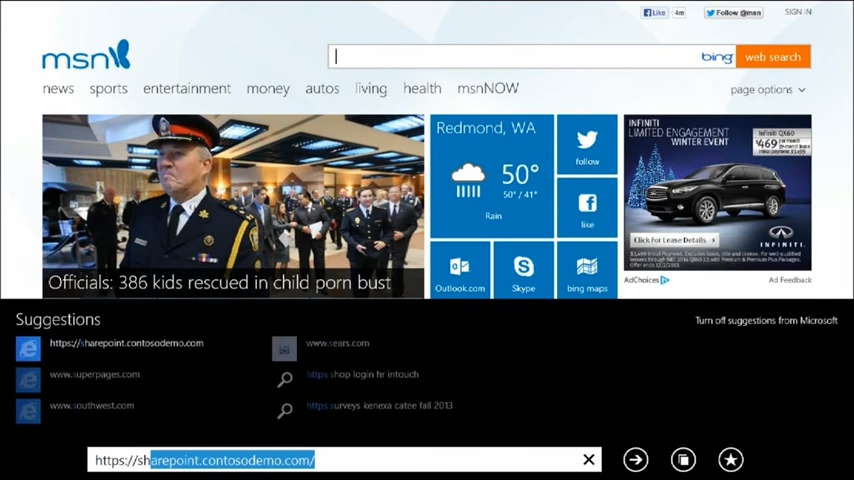 Like
4m
Follow @msn
SIGN IN
msn
bing
web search
news
sports
entertainment
money
autos
living
health
msnNOW
page options
Officials: 386 kids rescued in child porn bust
Redmond, WA
50°
50° / 41°
Rain
follow
like
Outlook.com
Skype
bing maps
INFINITI
LIMITED ENGAGEMENT
WINTER EVENT
Infiniti QX60
$469
Click for Lease Details
INFINITI
AdChoices
Ad Feedback
Suggestions
Turn off suggestions from Microsoft
https://sharepoint.contosodemo.com
www.sears.com
www.superpages.com
https shop login hr intouch
www.southwest.com
https surveys kenexa catee fall 2013
https://sharepoint.contosodemo.com/